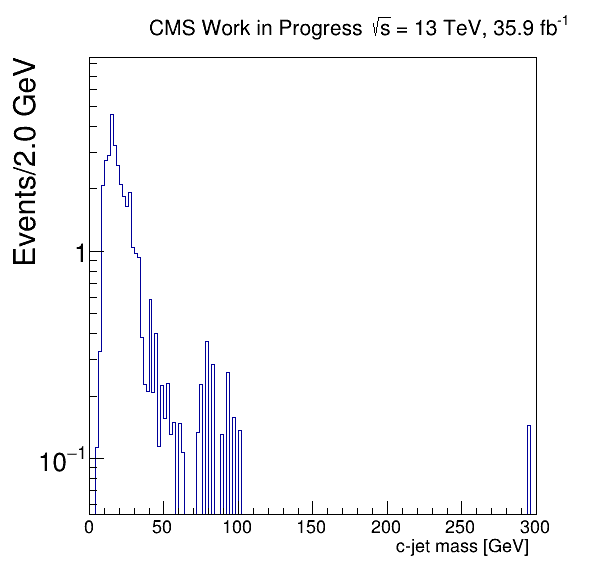 CMS Work in Progress √s = 13 TeV, 35.9 fb⁻¹
Events/2.0 GeV
1
10⁻¹
0 50 100 150 200 250 300
c-jet mass [GeV]